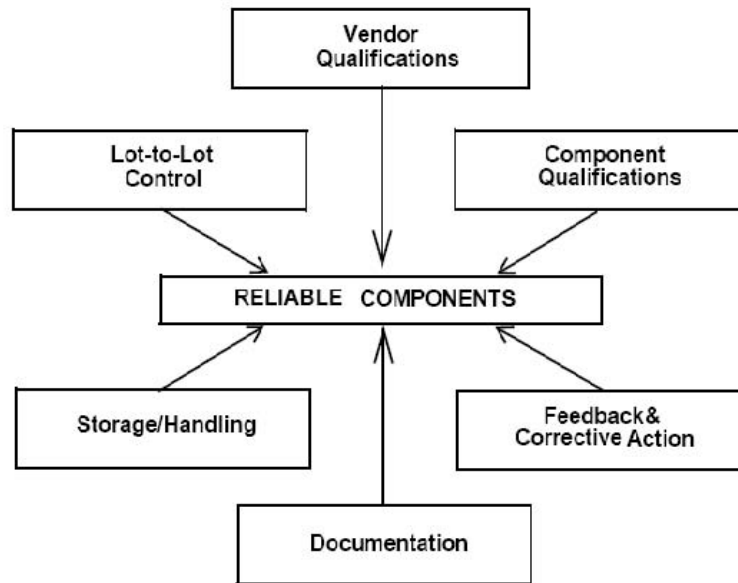 Vendor
Qualifications
Lot-to-Lot
Control
Component
Qualifications
RELIABLE COMPONENTS
Storage/Handling
Feedback&
Corrective Action
Documentation